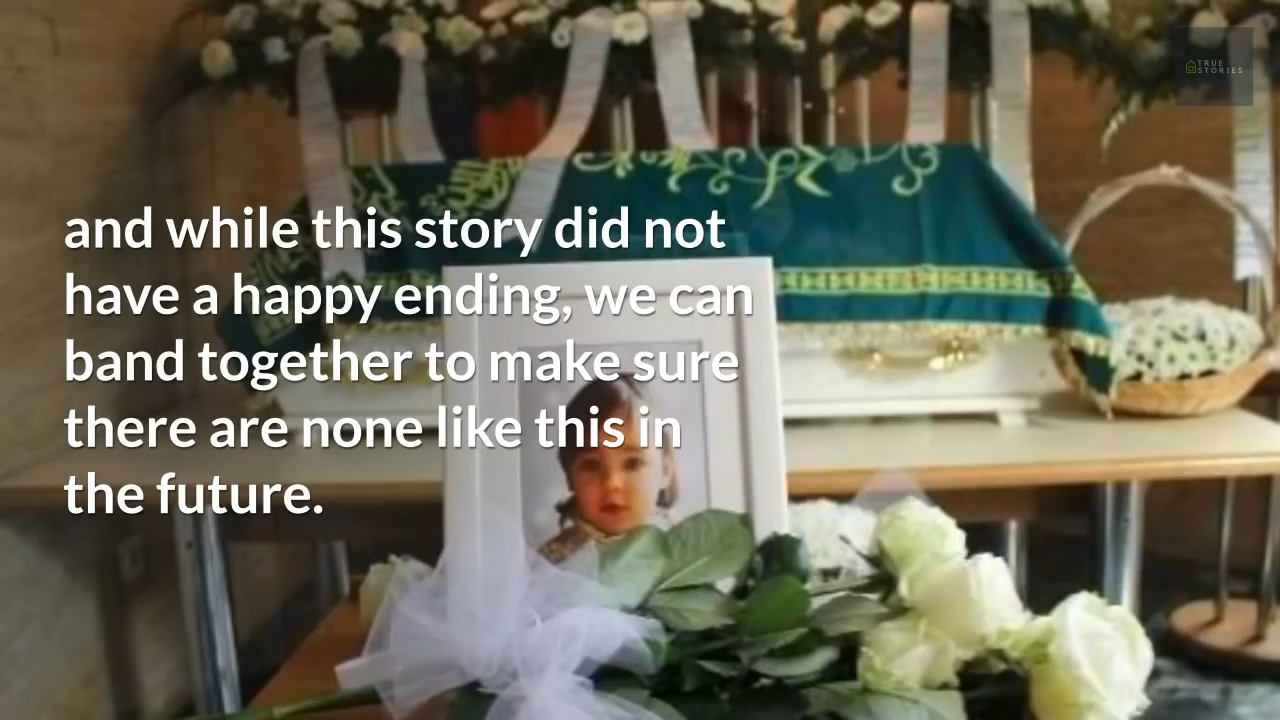 TRUE
STORIES
and while this story did not
have a happy ending, we can
band together to make sure
there are none like this in
the future.